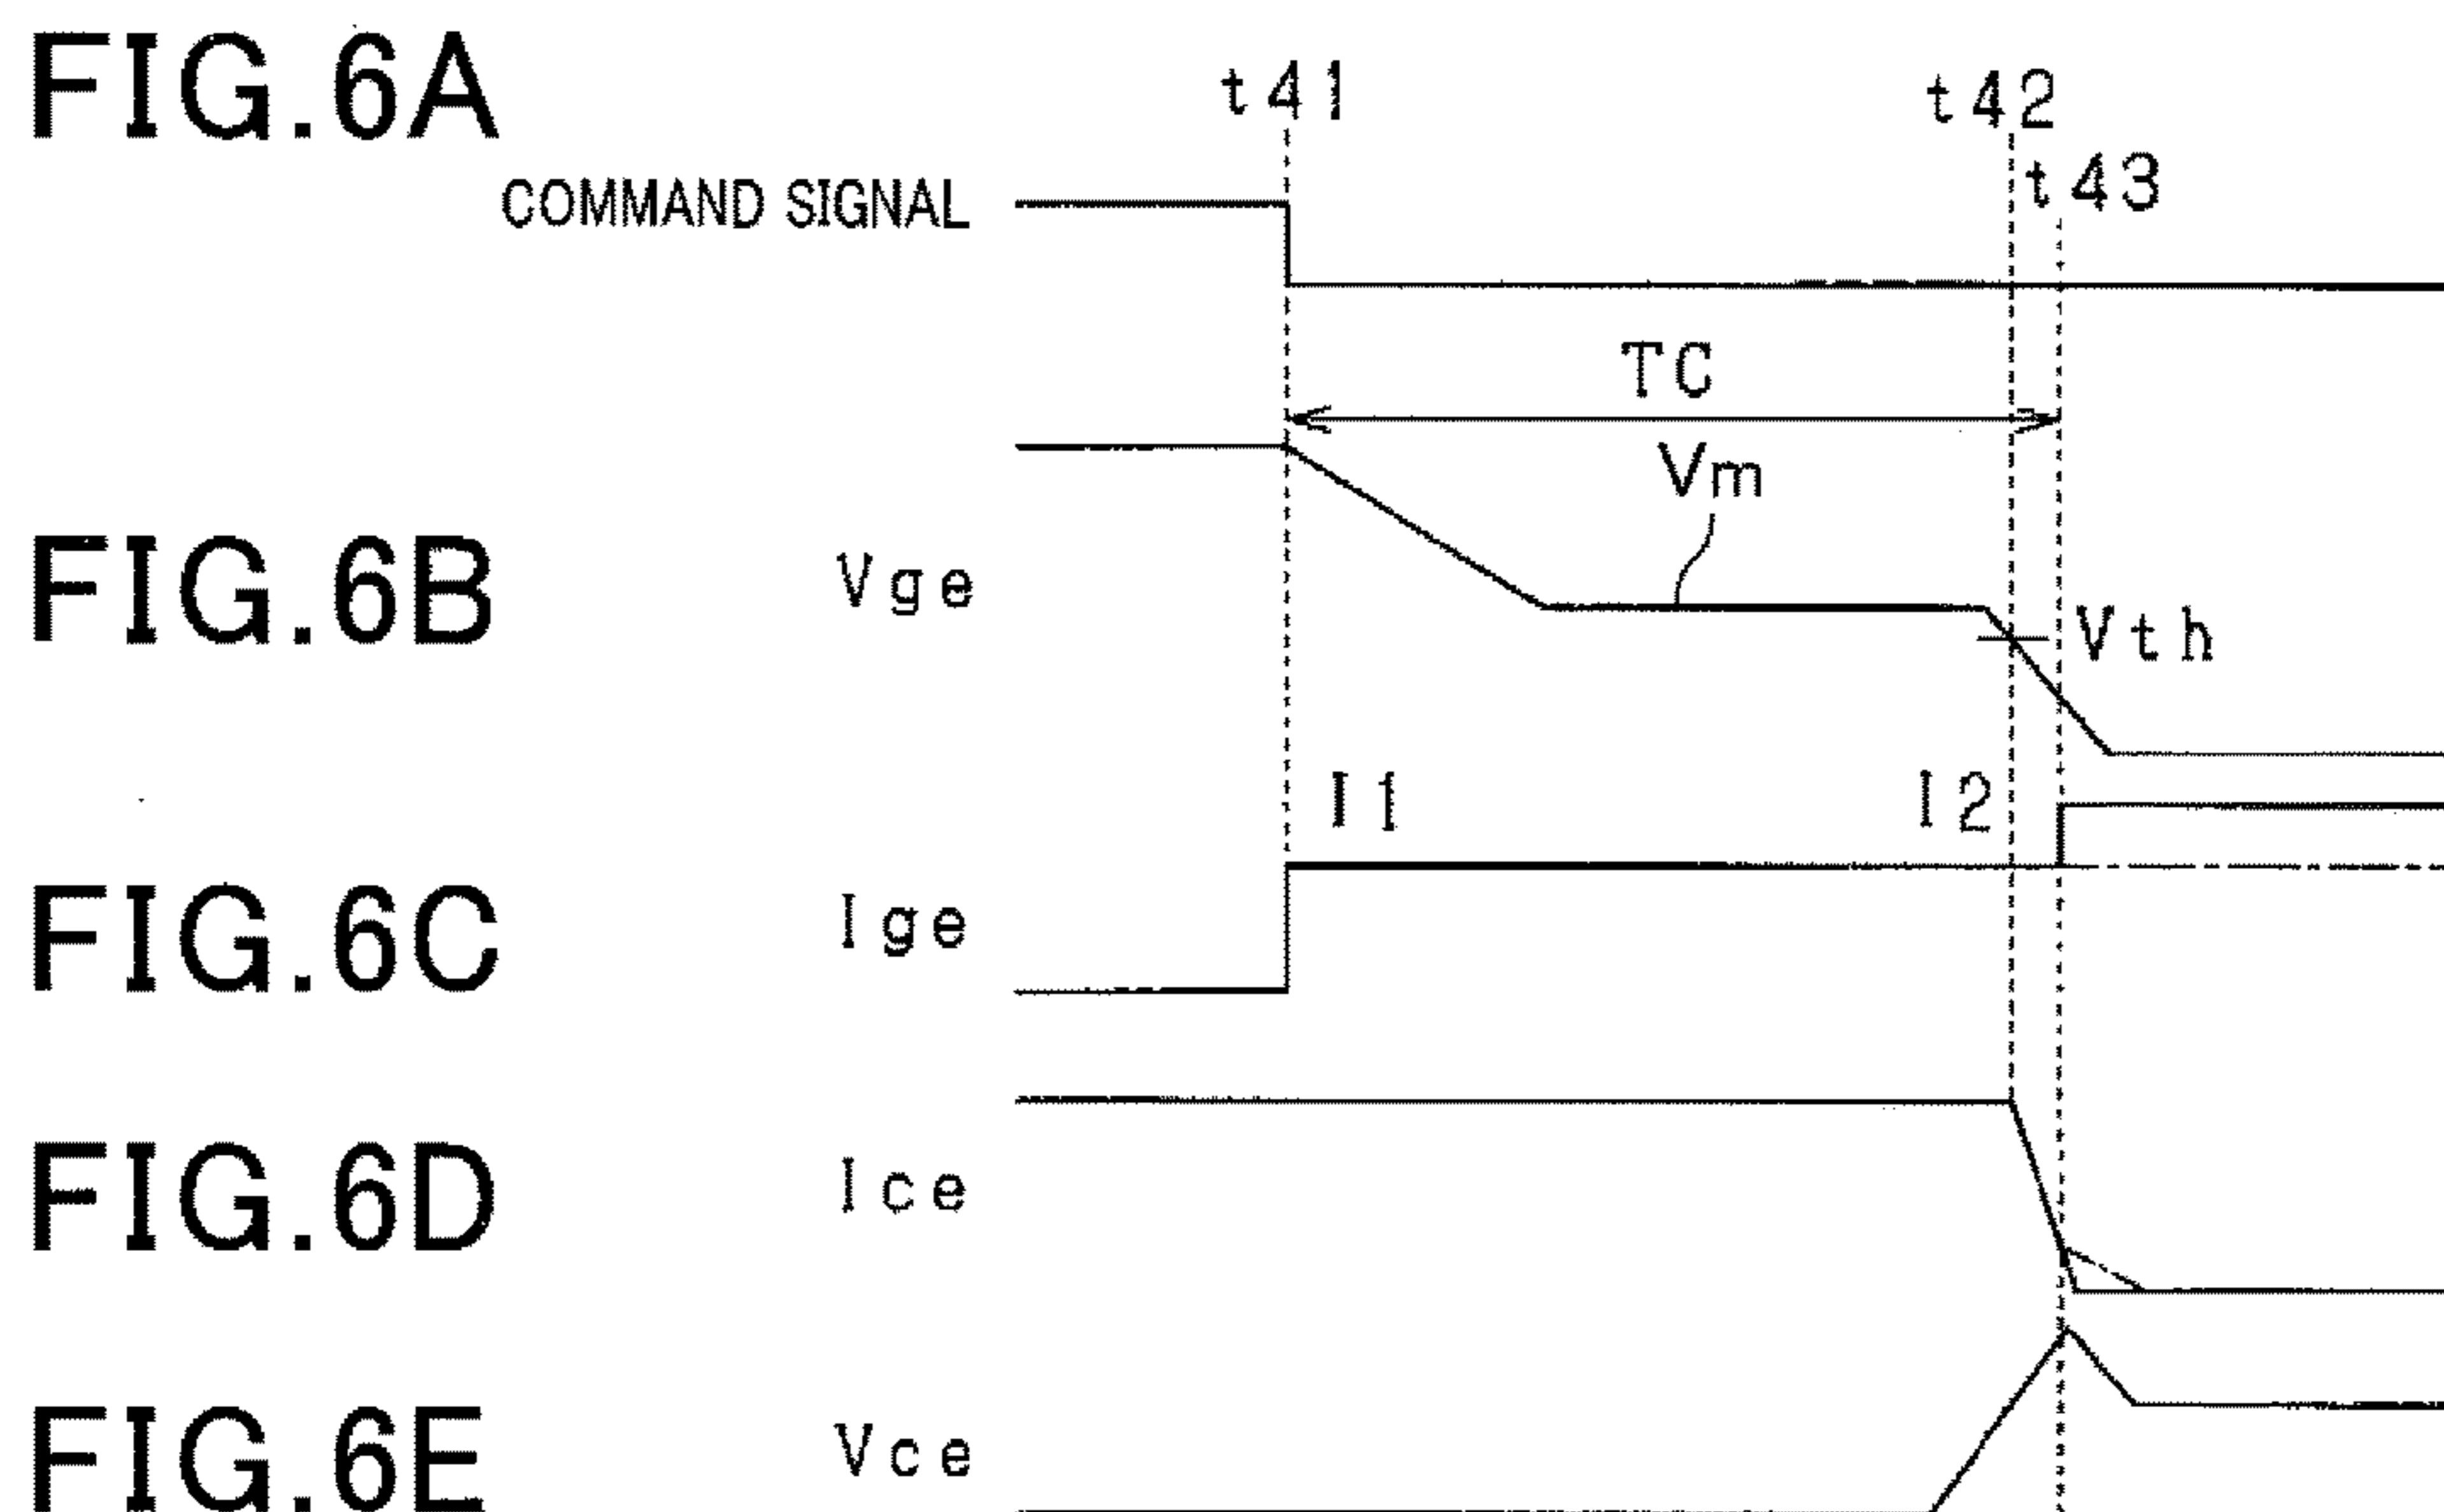 FIG.6A
t41
t42
t43
COMMAND SIGNAL
TC
Vm
FIG.6B
Vge
Vth
I1
I2
FIG.6C
Ige
FIG.6D
Ice
FIG.6E
Vce